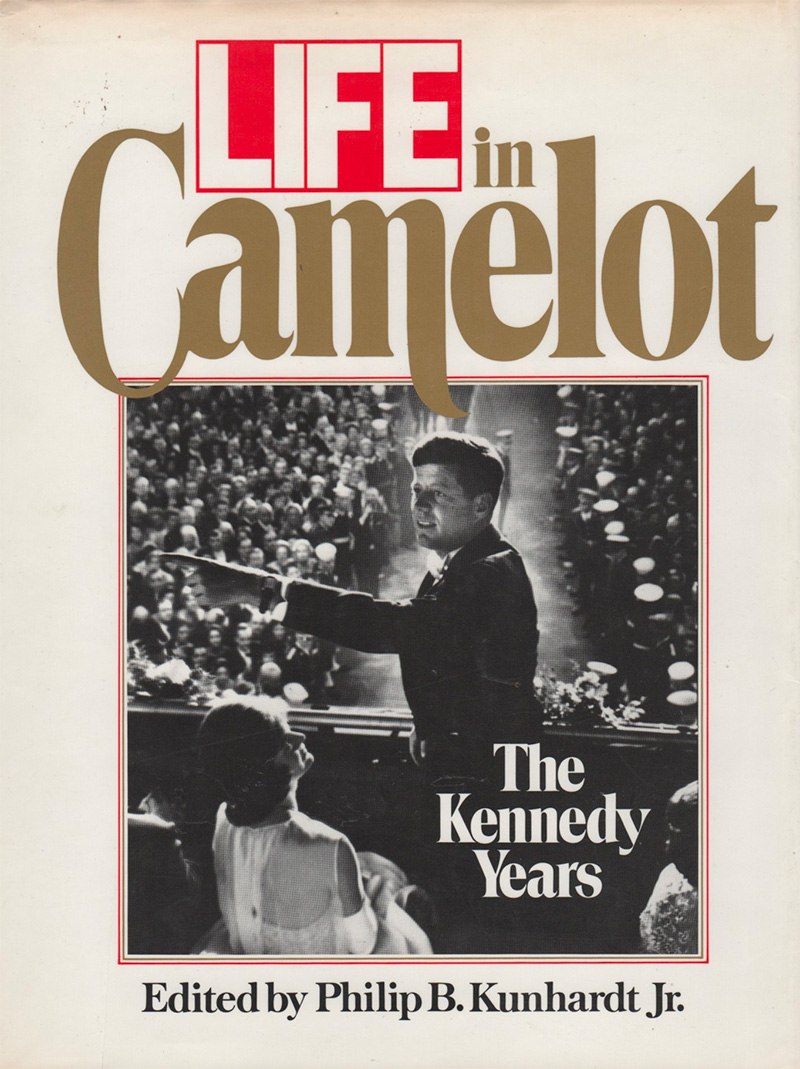 LIFE in
Camelot
The
Kennedy
Years
Edited by Philip B. Kunhardt Jr.